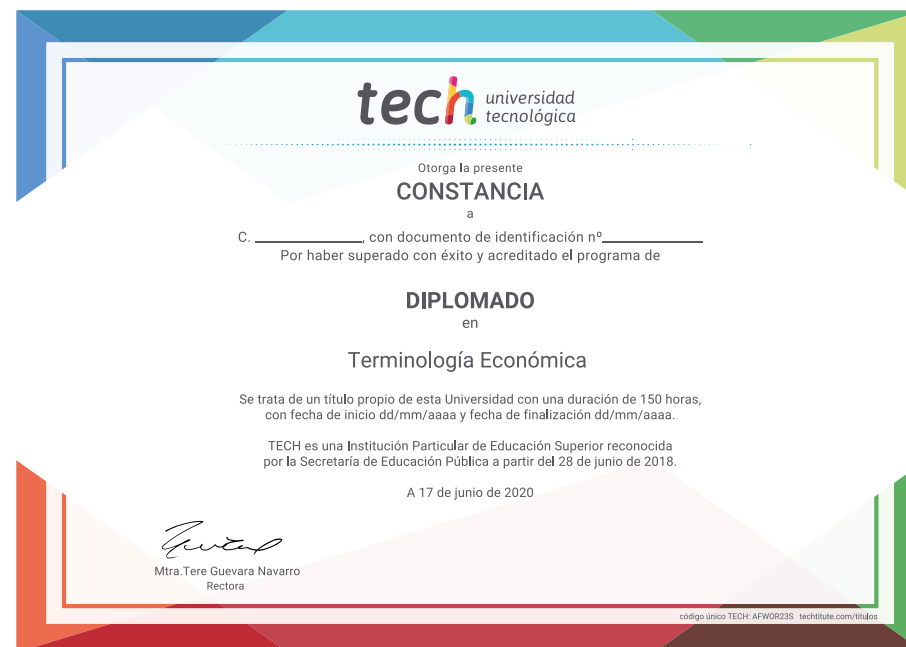 tech universidad
tecnológica
Otorga la presente
CONSTANCIA
a
C. ____________, con documento de identificación nº____________
Por haber superado con éxito y acreditado el programa de
DIPLOMADO
en
Terminología Económica
Se trata de un título propio de esta Universidad con una duración de 150 horas,
con fecha de inicio dd/mm/aaaa y fecha de finalización dd/mm/aaaa.
TECH es una Institución Particular de Educación Superior reconocida
por la Secretaría de Educación Pública a partir del 28 de junio de 2018.
A 17 de junio de 2020
Mtra.Tere Guevara Navarro
Rectora
código único TECH: AFWOR23S techtitute.com/titulos